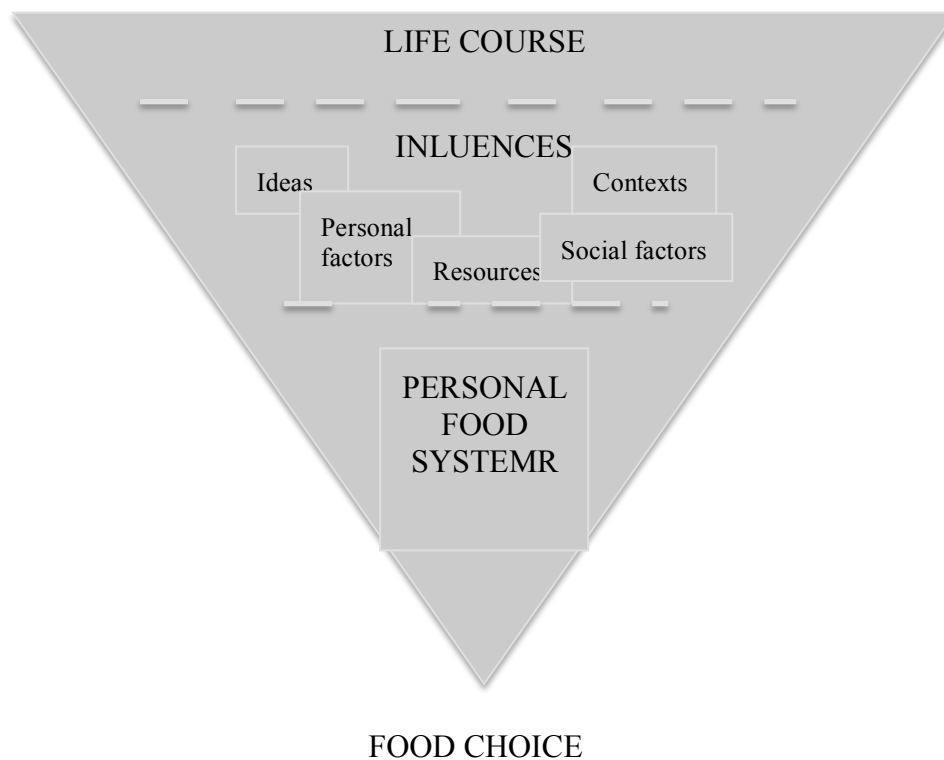 LIFE COURSE
INLUENCES
Ideas
Contexts
Personal
factors
Social factors
Resources
PERSONAL
FOOD
SYSTEMR
FOOD CHOICE